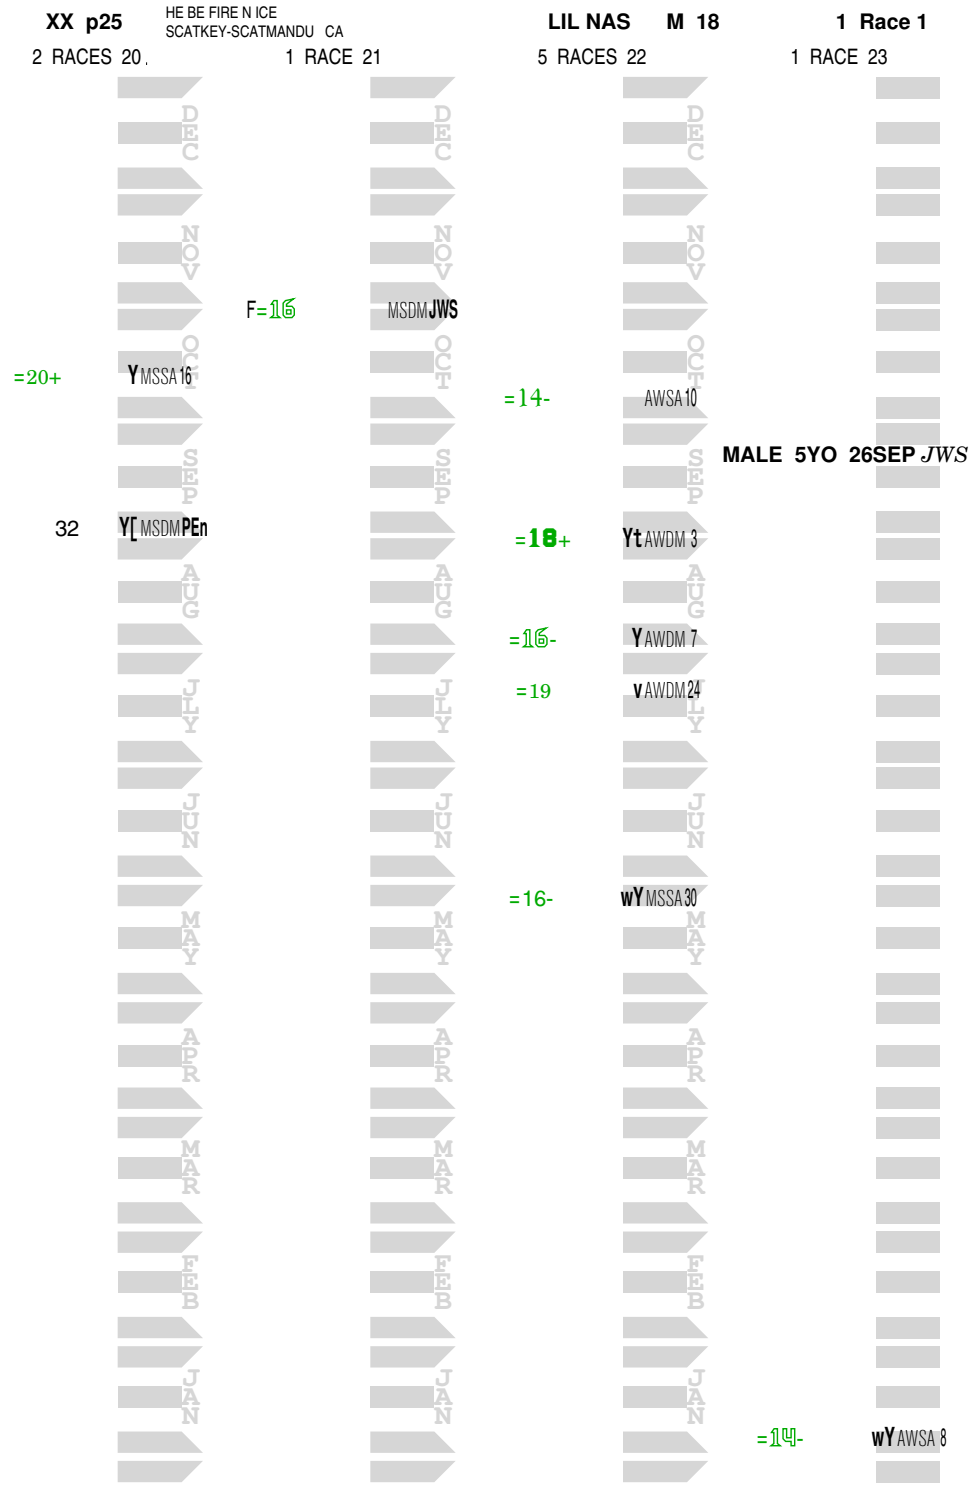 XX p25 HE BE FIRE N ICE LIL NAS M 18 1 Race 1
SCATKEY-SCATMANDU CA
2 RACES 20. 1 RACE 21 5 RACES 22 1 RACE 23
DEC DEC DEC
NOV NOV NOV
F=16 MSDMJWS
OCT OCT OCT
=20+ YMSSA 16
=14- AWSA 10
MALE 5YO 26SEP JWS
SEP SEP SEP
32 Y[ MSDM PEn
=18+ Yt AWDM 3
AUG AUG AUG
=16- Y AWDM 7
=19 v AWDM 24
JLY JLY JLY
JUN JUN JUN
=16- wY MSSA 30
MAY MAY MAY
APR APR APR
MAR MAR MAR
FEB FEB FEB
JAN JAN JAN
=14- wY AWSA 8